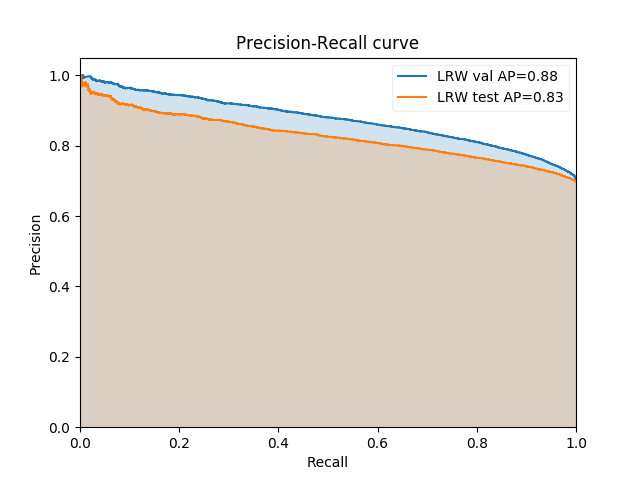 Precision-Recall curve
LRW val AP=0.88
LRW test AP=0.83
1.0
0.8
0.6
0.4
0.2
0.0
Precision
0.0 0.2 0.4 0.6 0.8 1.0
Recall